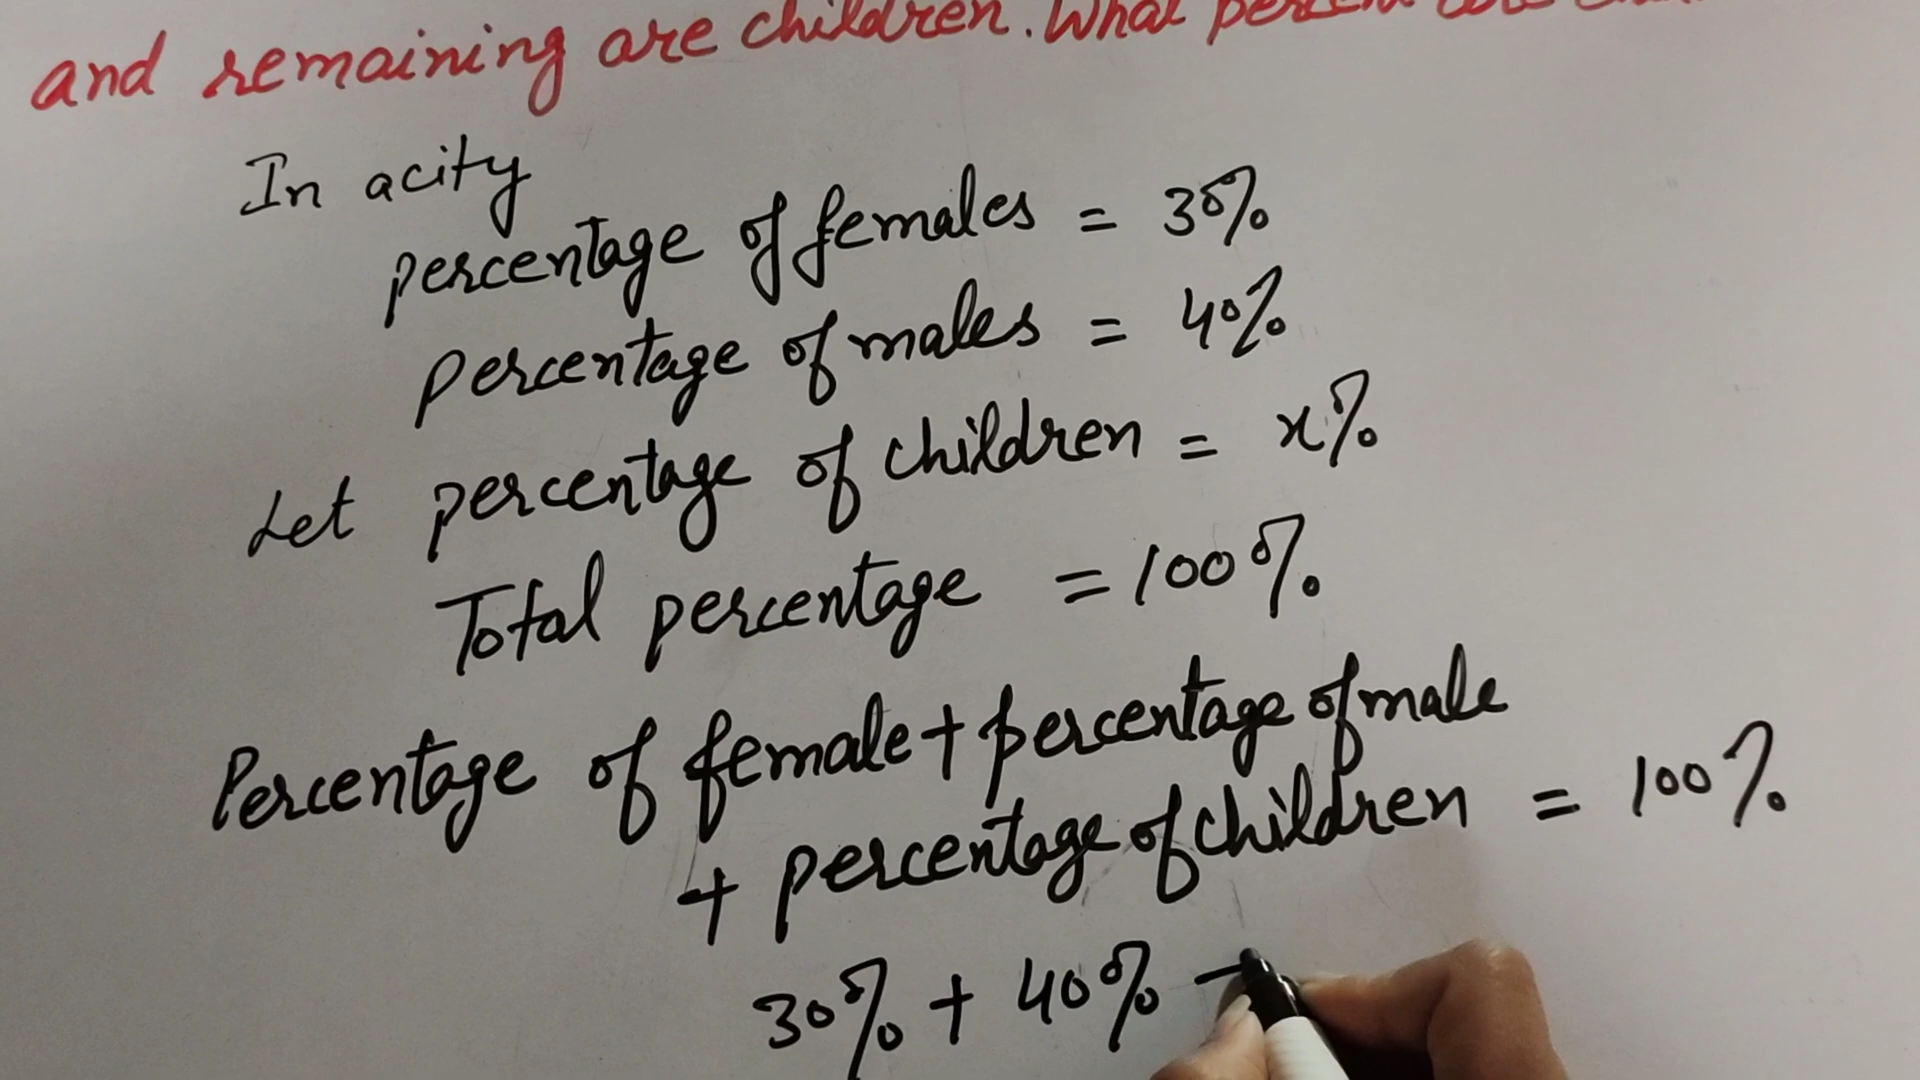 and remaining are children. What percent
In acity
percentage of females = 30%
percentage of males = 40%
Let percentage of children = x%
Total percentage = 100%
Percentage of female + percentage of male
+ percentage of children = 100%
30% + 40%